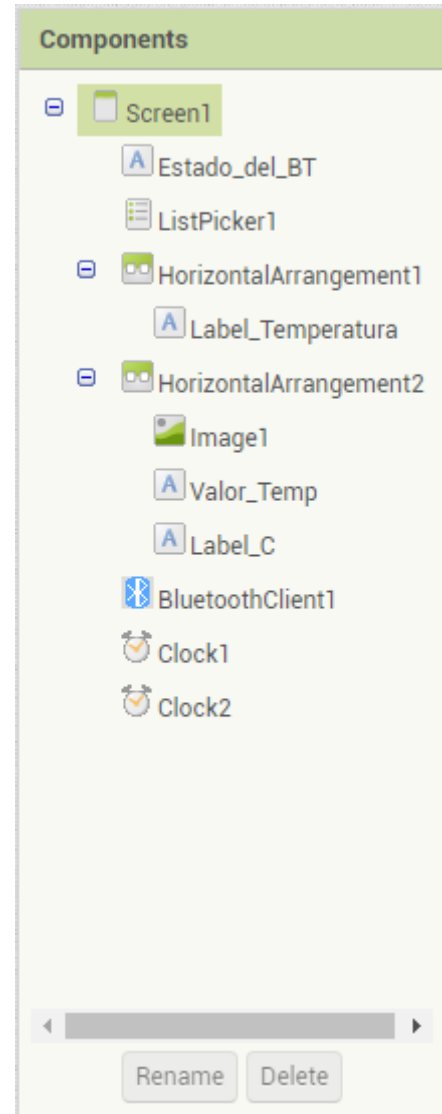 Components
Screen1
Estado_del_BT
ListPicker1
HorizontalArrangement1
Label_Temperatura
HorizontalArrangement2
Image1
Valor_Temp
Label_C
BluetoothClient1
Clock1
Clock2
Rename Delete